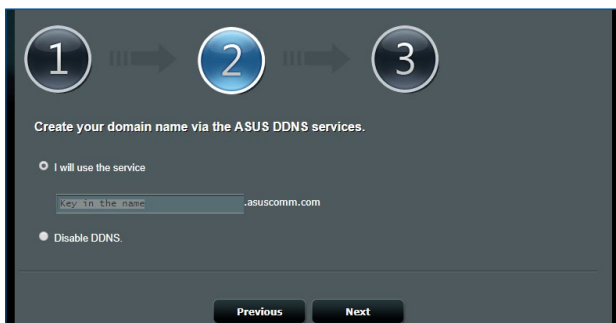 1 2 3
Create your domain name via the ASUS DDNS services.
I will use the service
Key in the name .asuscomm.com
Disable DDNS.
Previous Next